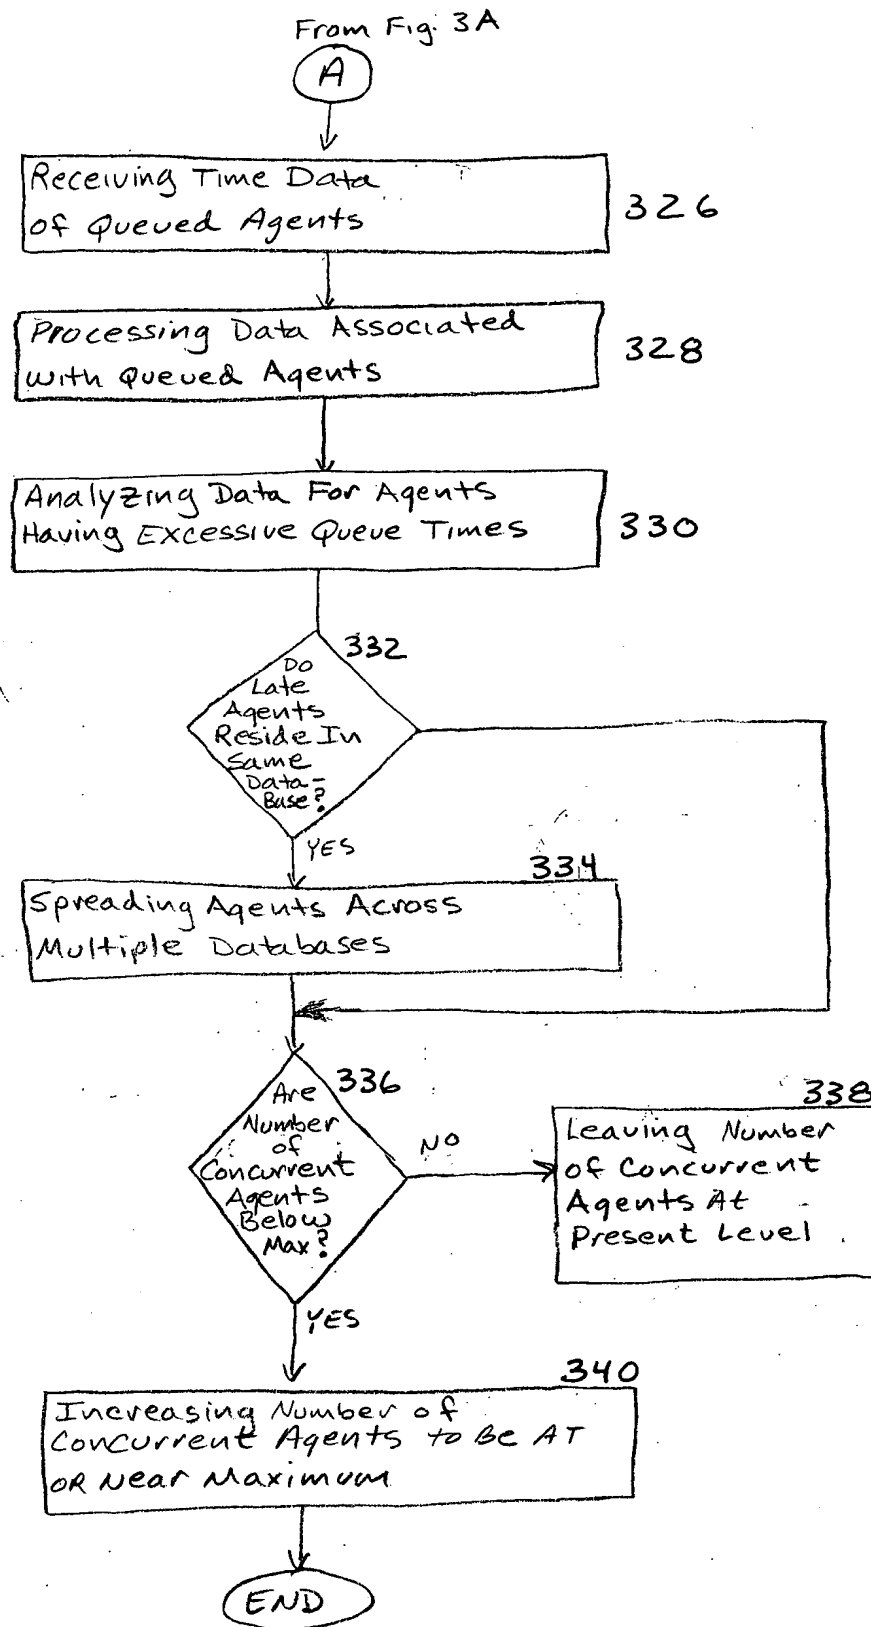 From Fig. 3A
A
Receiving Time Data
of Queued Agents
326
Processing Data Associated
with Queued Agents
328
Analyzing Data For Agents
Having Excessive Queue Times
330
332
Do
Late
Agents
Reside In
Same
Data-
Base?
YES
334
Spreading Agents Across
Multiple Databases
336
Are
Number
of
Concurrent
Agents
Below
Max?
NO
338
Leaving Number
of Concurrent
Agents At
Present Level
YES
340
Increasing Number of
Concurrent Agents to Be AT
OR Near Maximum
END